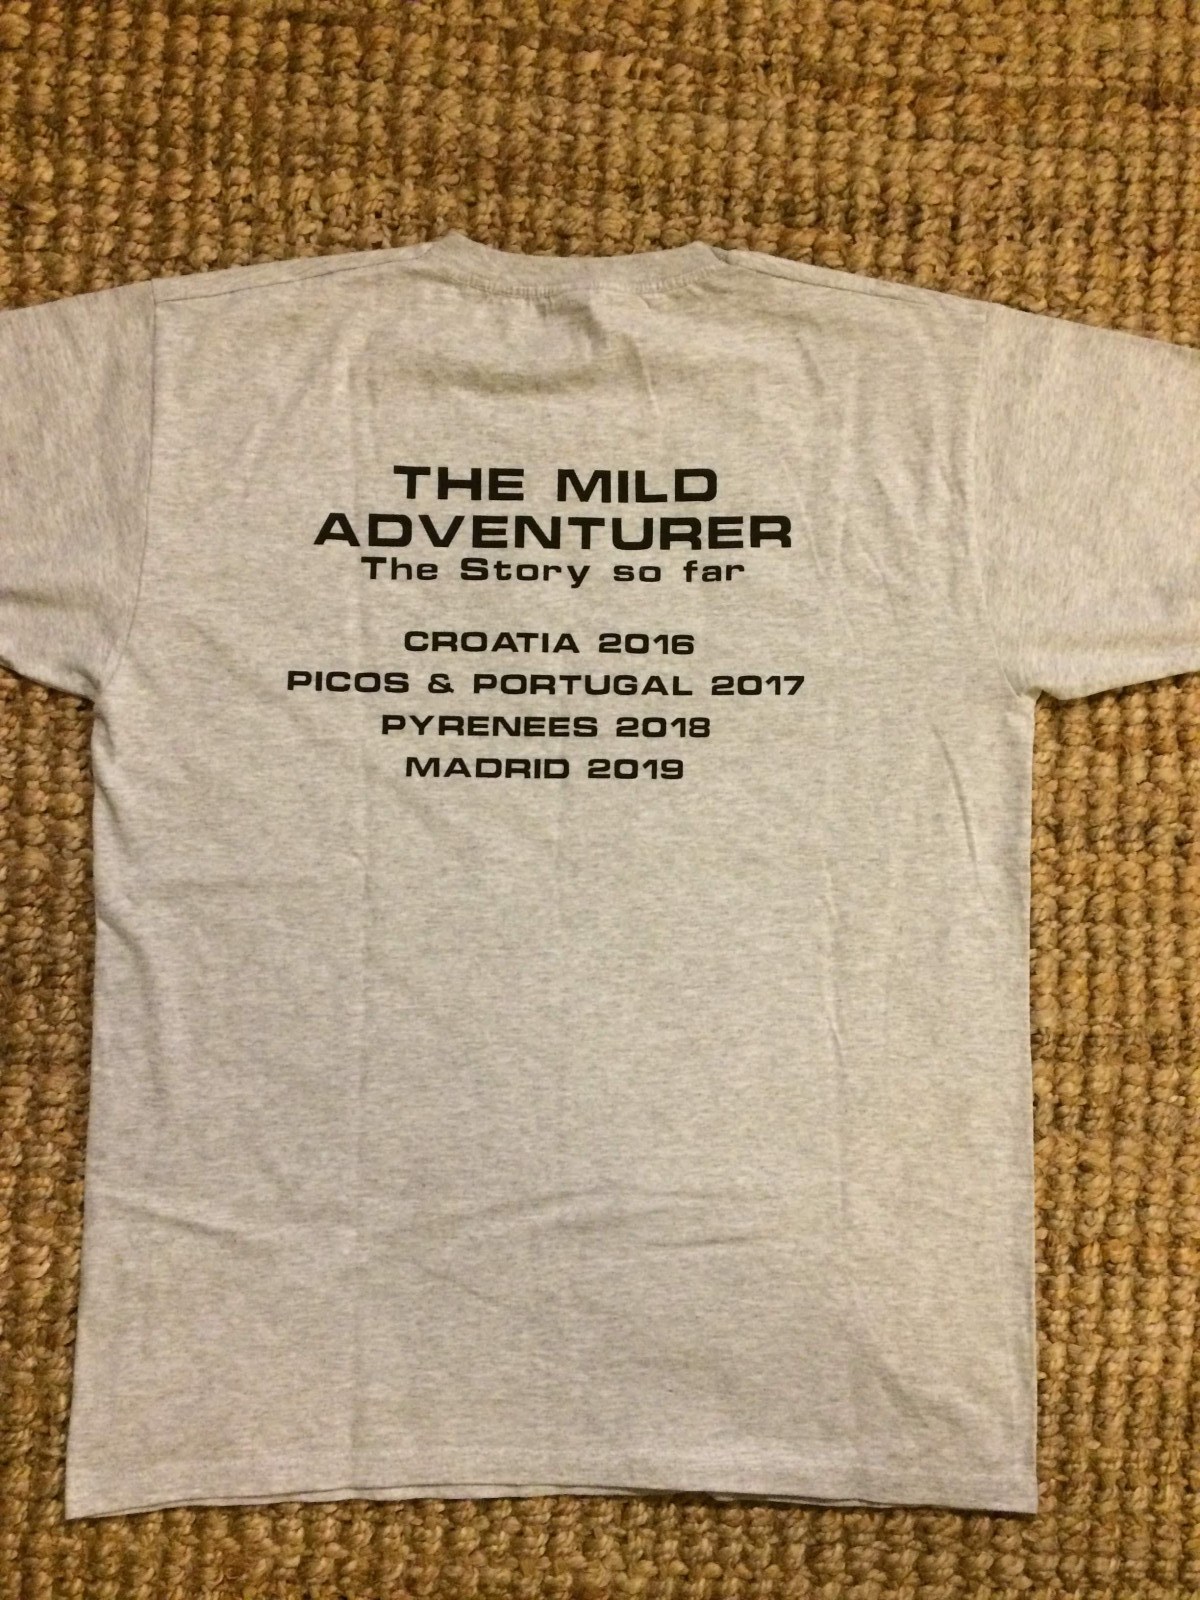 THE MILD
ADVENTURER
The Story so far
CROATIA 2016
PICOS & PORTUGAL 2017
PYRENEES 2018
MADRID 2019